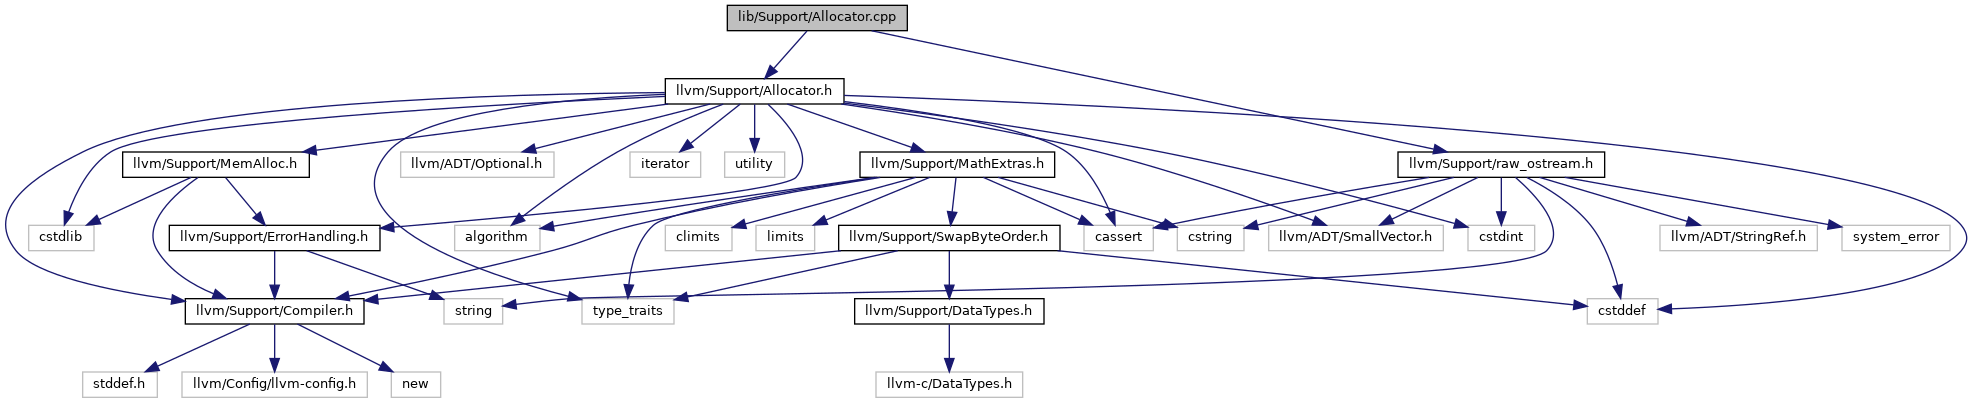 lib/Support/Allocator.cpp
llvm/Support/Allocator.h
llvm/Support/MemAlloc.h
llvm/ADT/Optional.h
iterator
utility
llvm/Support/MathExtras.h
llvm/Support/raw_ostream.h
cstdlib
llvm/Support/ErrorHandling.h
algorithm
climits
limits
llvm/Support/SwapByteOrder.h
cassert
cstring
llvm/ADT/SmallVector.h
cstdint
llvm/ADT/StringRef.h
system_error
llvm/Support/Compiler.h
string
type_traits
llvm/Support/DataTypes.h
cstddef
stddef.h
llvm/Config/llvm-config.h
new
llvm-c/DataTypes.h